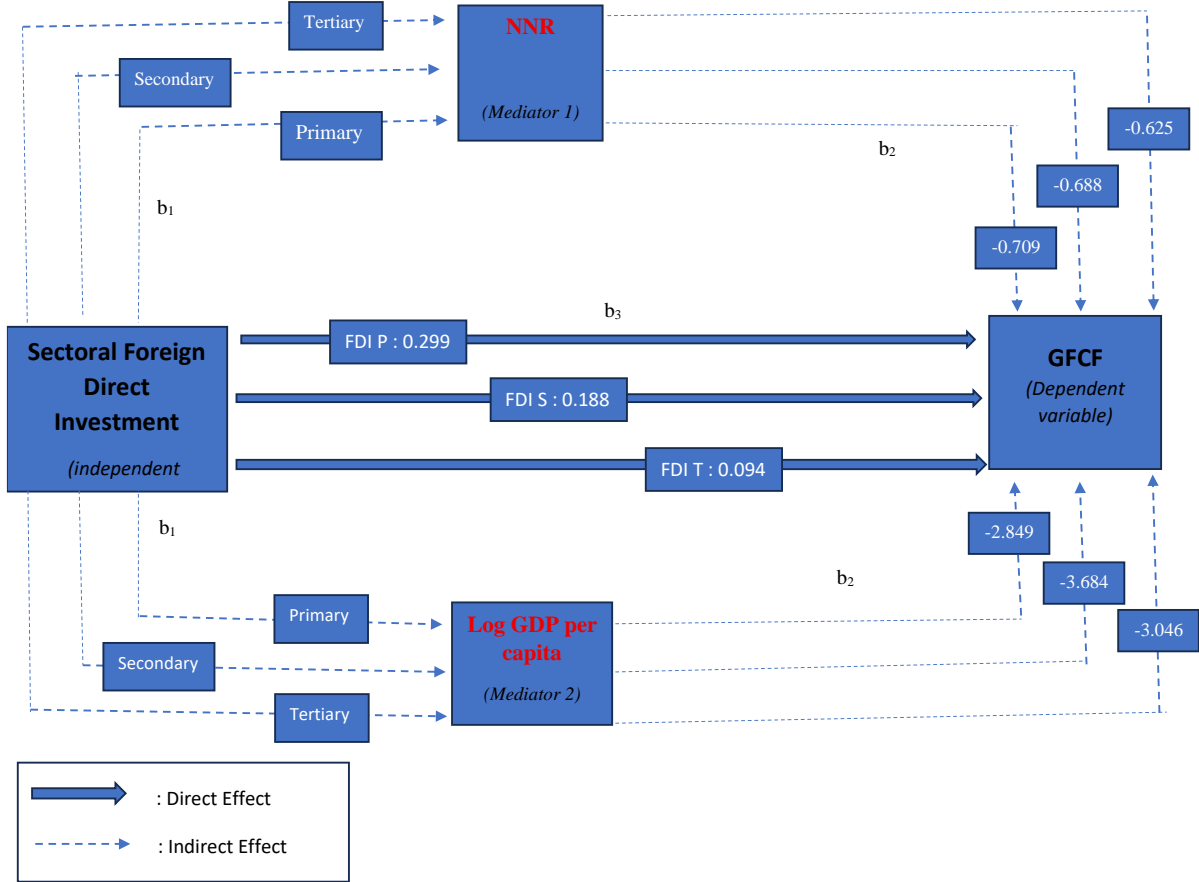 Tertiary
NNR
Secondary
(Mediator 1)
Primary
-0.625
b2
-0.688
b1
-0.709
b3
Sectoral Foreign
Direct
Investment
(independent
FDI P : 0.299
GFCF
(Dependent
variable)
FDI S : 0.188
FDI T : 0.094
b1
-2.849
b2
-3.684
Primary
Log GDP per
capita
-3.046
Secondary
(Mediator 2)
Tertiary
: Direct Effect
: Indirect Effect